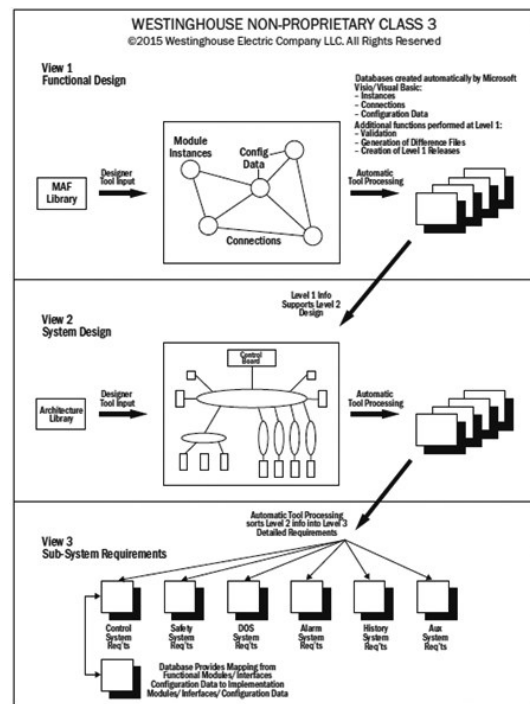 WESTINGHOUSE NON-PROPRIETARY CLASS 3
©2015 Westinghouse Electric Company LLC. All Rights Reserved
View 1
Functional Design
Databases created automatically by Microsoft
Visio/Visual Basic:
– Instances
– Connections
– Configuration Data
Additional functions performed at Level 1:
– Validation
– Generation of Difference Files
– Creation of Level 1 Releases
MAF
Library
Designer
Tool Input
Module
Instances
Config
Data
Connections
Automatic
Tool Processing
Level 1 Info
Supports Level 2
Design
View 2
System Design
Architecture
Library
Designer
Tool Input
Control
Board
Automatic
Tool Processing
Automatic Tool Processing
sorts Level 2 info into Level 3
Detailed Requirements
View 3
Sub-System Requirements
Control
System
Req'ts
Safety
System
Req'ts
DOS
System
Req'ts
Alarm
System
Req'ts
History
System
Req'ts
Aux
System
Req'ts
Database Provides Mapping from
Functional Modules/Interfaces
Configuration Data to Implementation
Modules/Interfaces/Configuration Data